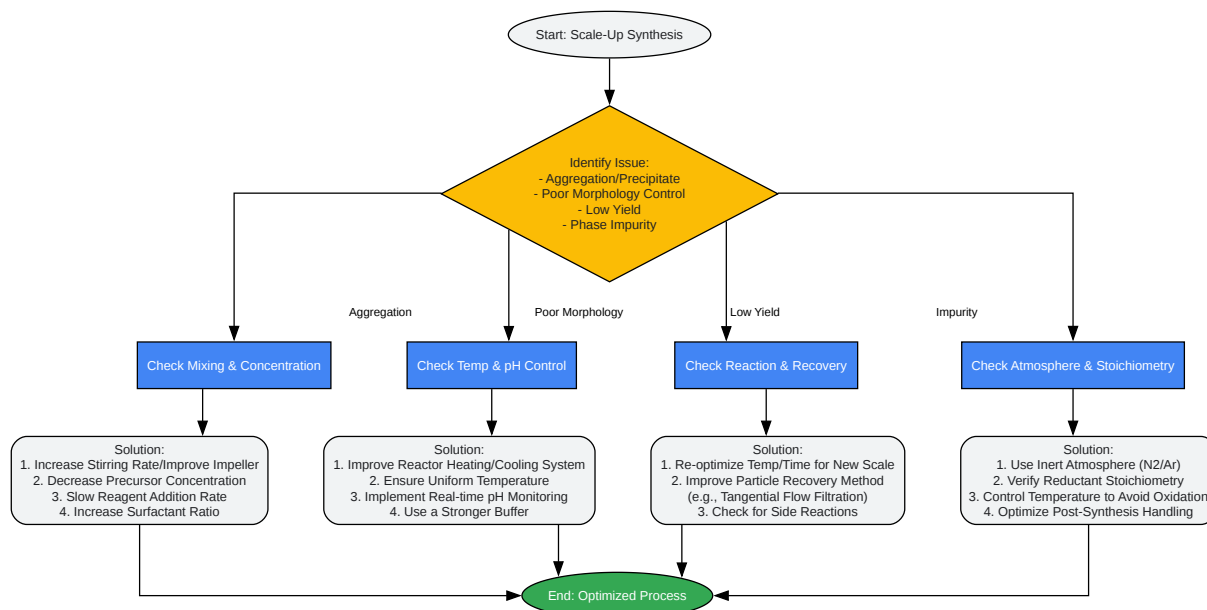 Start: Scale-Up Synthesis
Identify Issue:
- Aggregation/Precipitate
- Poor Morphology Control
- Low Yield
- Phase Impurity
Aggregation
Poor Morphology
Low Yield
Impurity
Check Mixing & Concentration
Check Temp & pH Control
Check Reaction & Recovery
Check Atmosphere & Stoichiometry
Solution:
1. Increase Stirring Rate/Improve Impeller
2. Decrease Precursor Concentration
3. Slow Reagent Addition Rate
4. Increase Surfactant Ratio
Solution:
1. Improve Reactor Heating/Cooling System
2. Ensure Uniform Temperature
3. Implement Real-time pH Monitoring
4. Use a Stronger Buffer
Solution:
1. Re-optimize Temp/Time for New Scale
2. Improve Particle Recovery Method
(e.g., Tangential Flow Filtration)
3. Check for Side Reactions
Solution:
1. Use Inert Atmosphere (N2/Ar)
2. Verify Reductant Stoichiometry
3. Control Temperature to Avoid Oxidation
4. Optimize Post-Synthesis Handling
End: Optimized Process